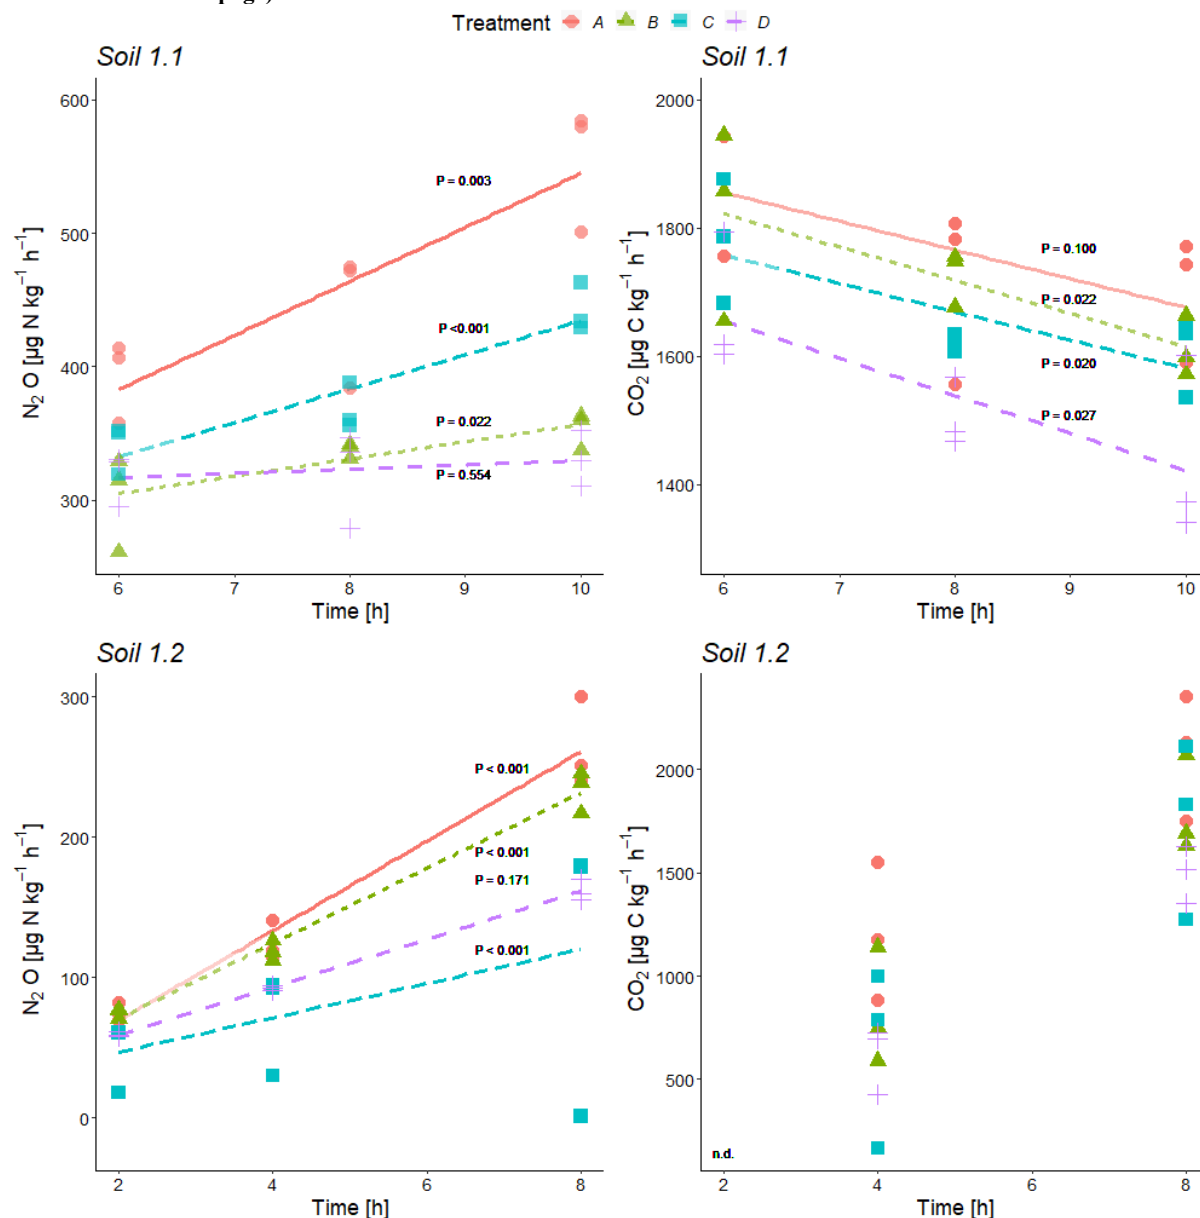 Treatment A B C D
Soil 1.1
600
500
400
300
N₂ O [µg N kg⁻¹ h⁻¹]
P = 0.003
P <0.001
P = 0.022
P = 0.554
6 7 8 9 10
Time [h]
Soil 1.1
2000
1800
1600
1400
CO₂ [µg C kg⁻¹ h⁻¹]
P = 0.100
P = 0.022
P = 0.020
P = 0.027
6 7 8 9 10
Time [h]
Soil 1.2
300
200
100
0
N₂ O [µg N kg⁻¹ h⁻¹]
P < 0.001
P < 0.001
P = 0.171
P < 0.001
2 4 6 8
Time [h]
Soil 1.2
2000
1500
1000
500
CO₂ [µg C kg⁻¹ h⁻¹]
n.d.
2 4 6 8
Time [h]